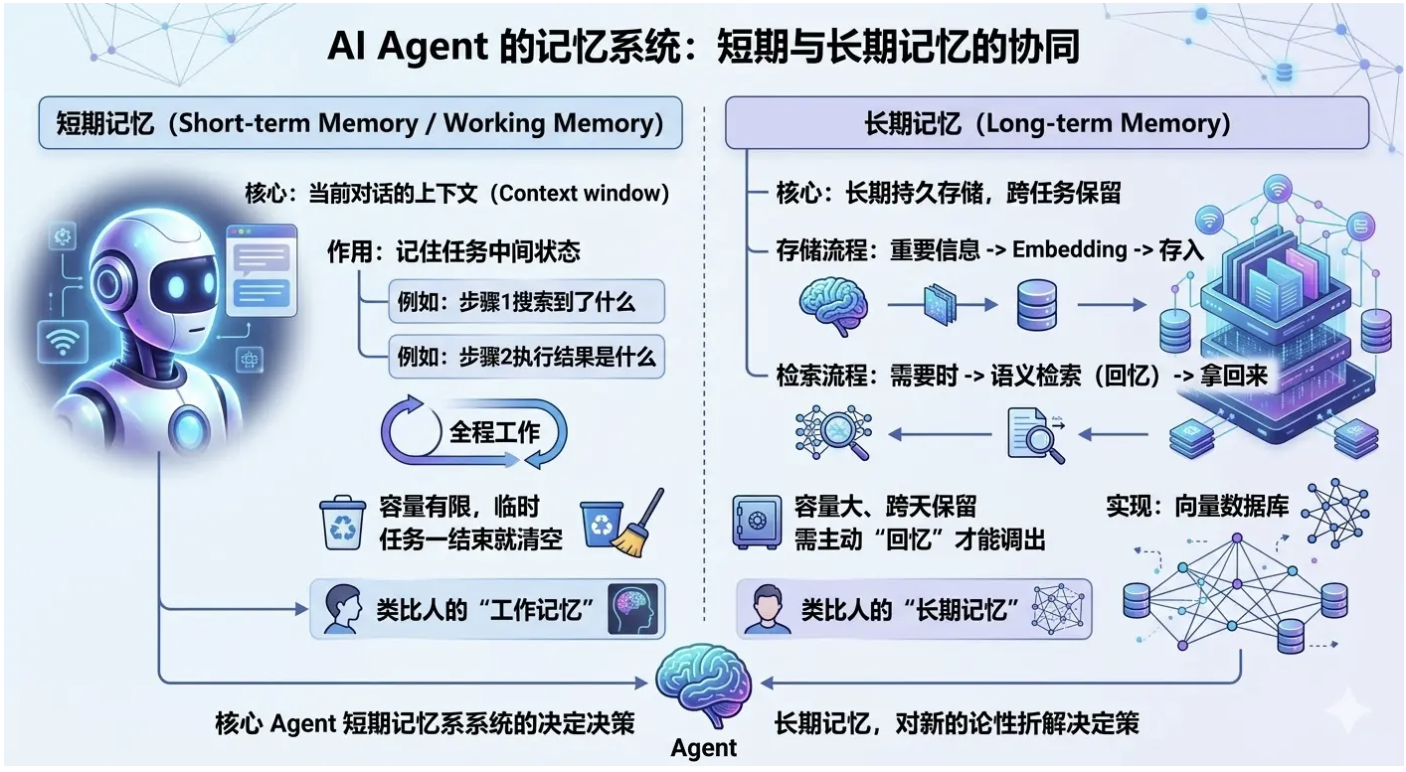 AI Agent 的记忆系统：短期与长期记忆的协同
短期记忆（Short-term Memory / Working Memory）
核心：当前对话的上下文（Context window）
作用：记住任务中间状态
例如：步骤1搜索到了什么
例如：步骤2执行结果是什么
全程工作
容量有限，临时
任务一结束就清空
类比人的“工作记忆”
长期记忆（Long-term Memory）
核心：长期持久存储，跨任务保留
存储流程：重要信息 -> Embedding -> 存入
检索流程：需要时 -> 语义检索（回忆）-> 拿回来
容量大、跨天保留
需主动“回忆”才能调出
实现：向量数据库
类比人的“长期记忆”
核心 Agent 短期记忆系系统的决定决策
长期记忆，对新的论性折解决定策
Agent